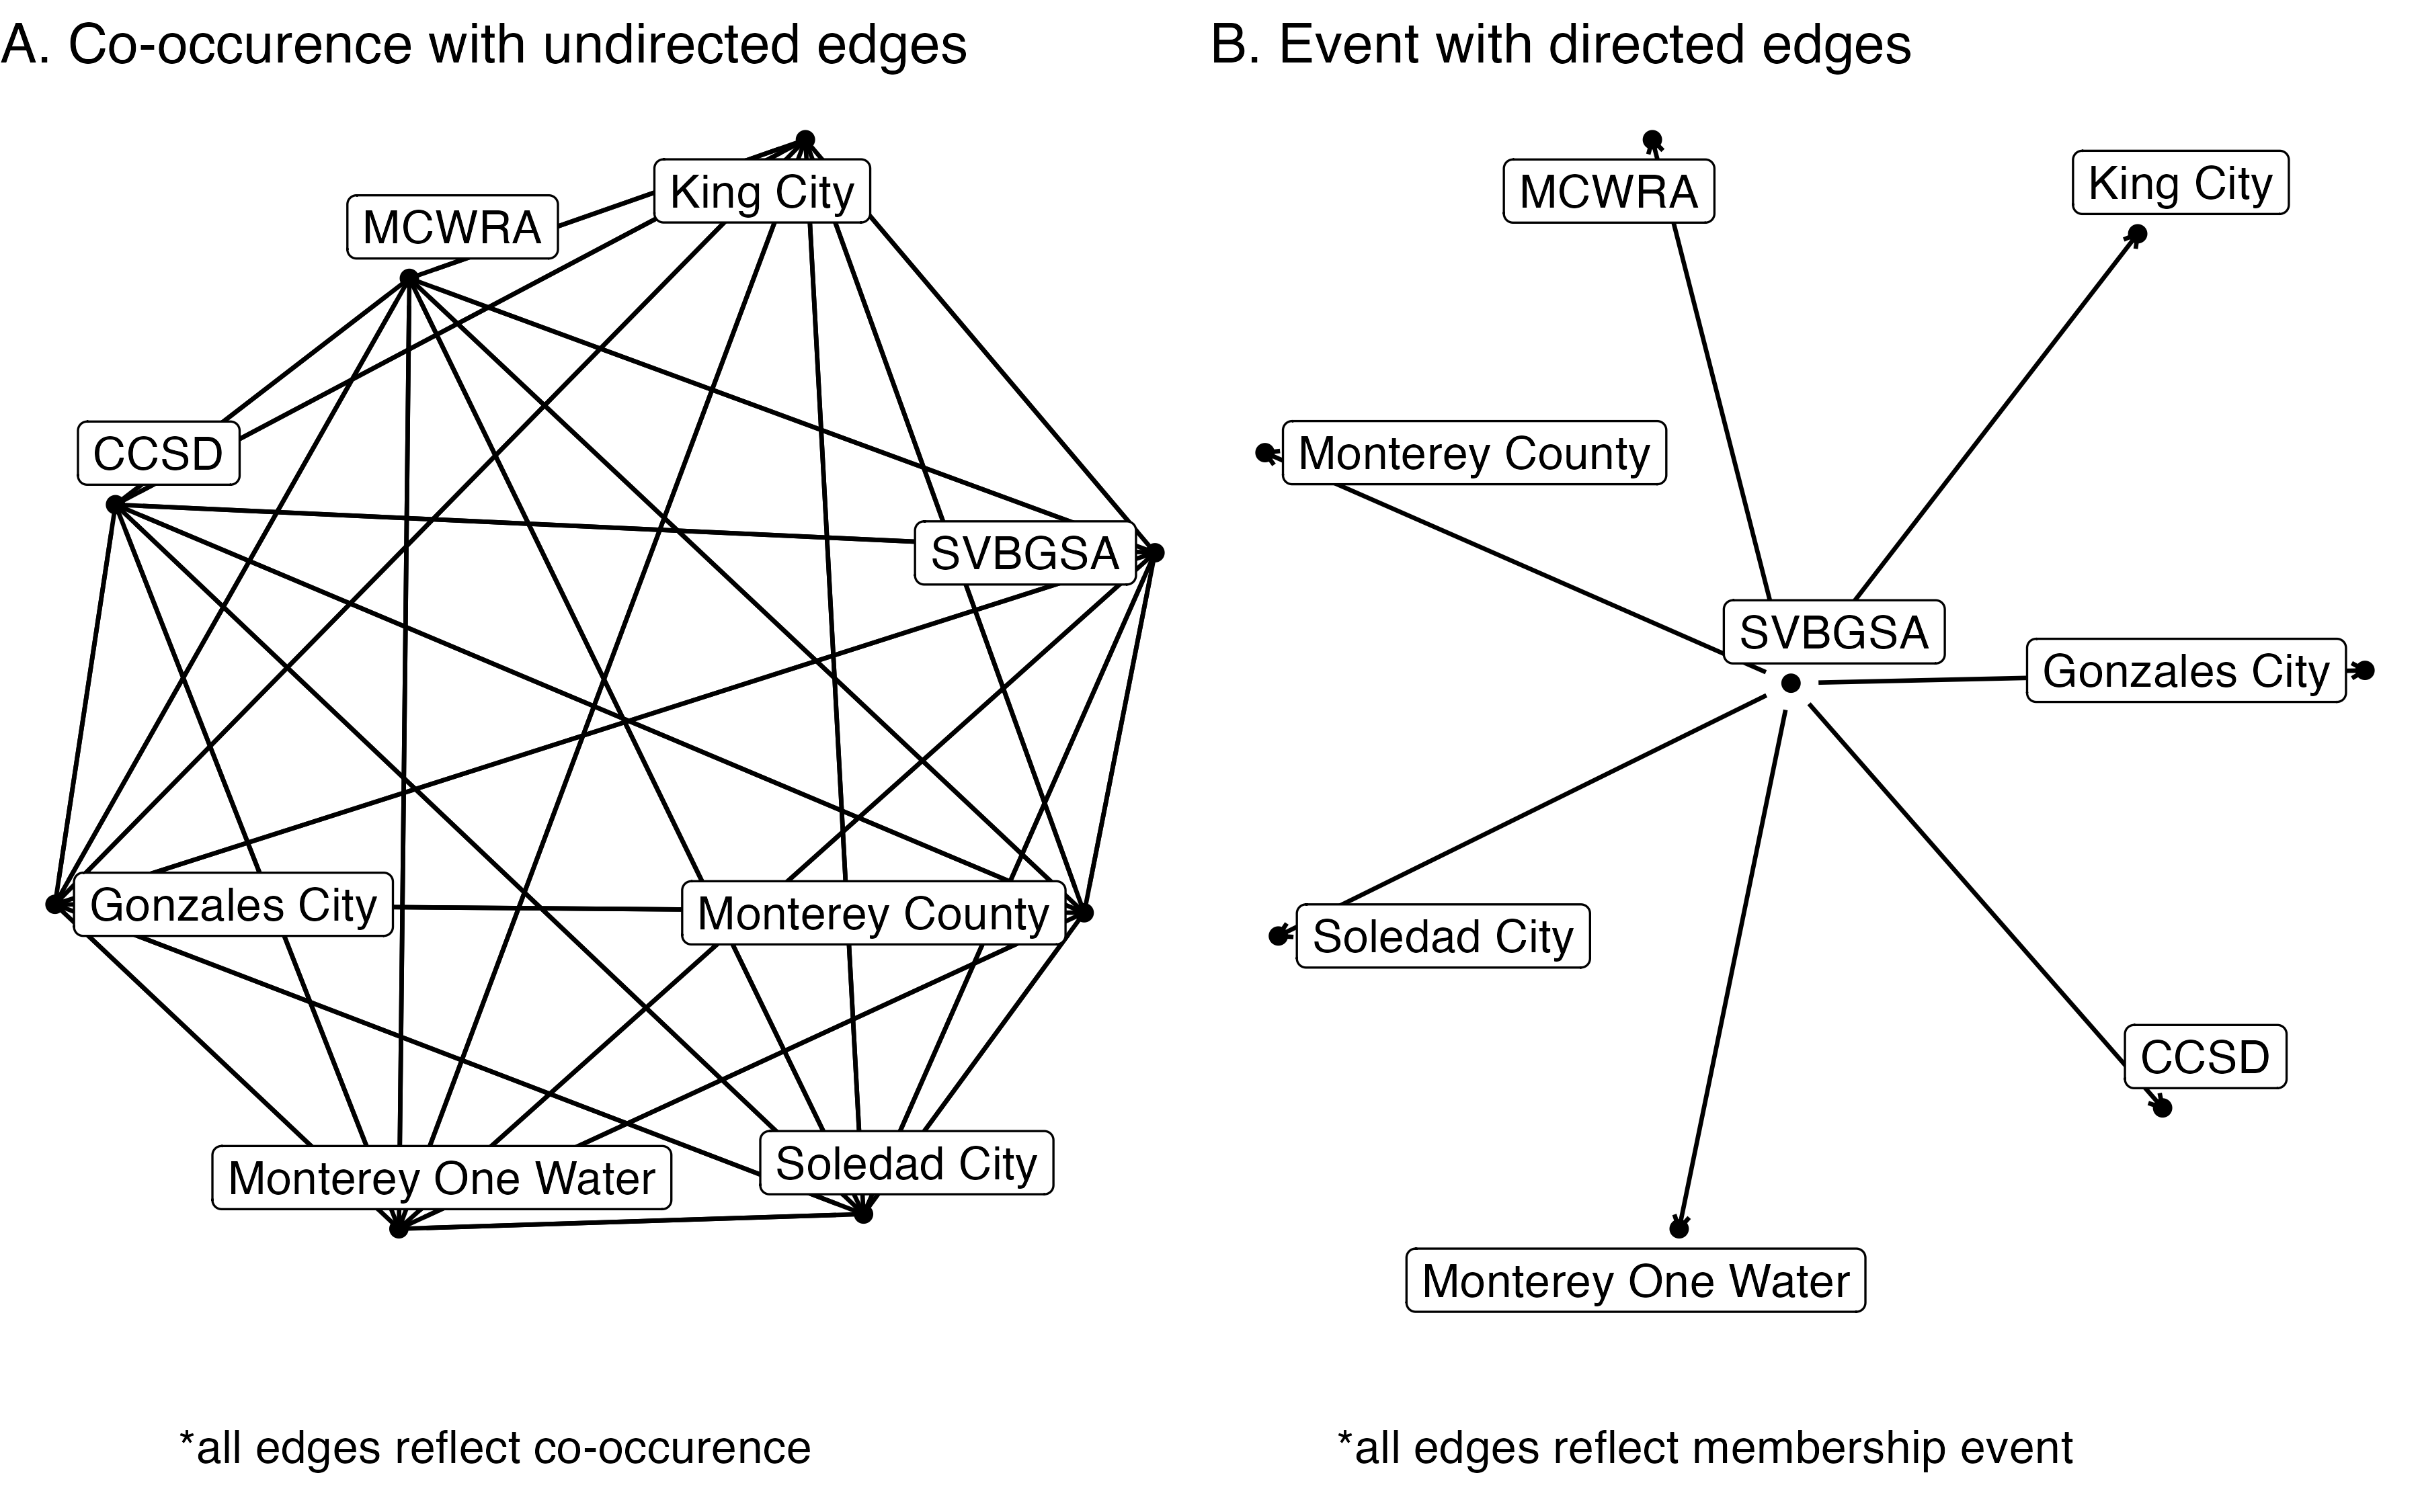 A. Co-occurence with undirected edges
King City
MCWRA
CCSD
SVBGSA
Gonzales City
Monterey County
Monterey One Water
Soledad City
*all edges reflect co-occurence
B. Event with directed edges
MCWRA
King City
Monterey County
SVBGSA
Gonzales City
Soledad City
CCSD
Monterey One Water
*all edges reflect membership event